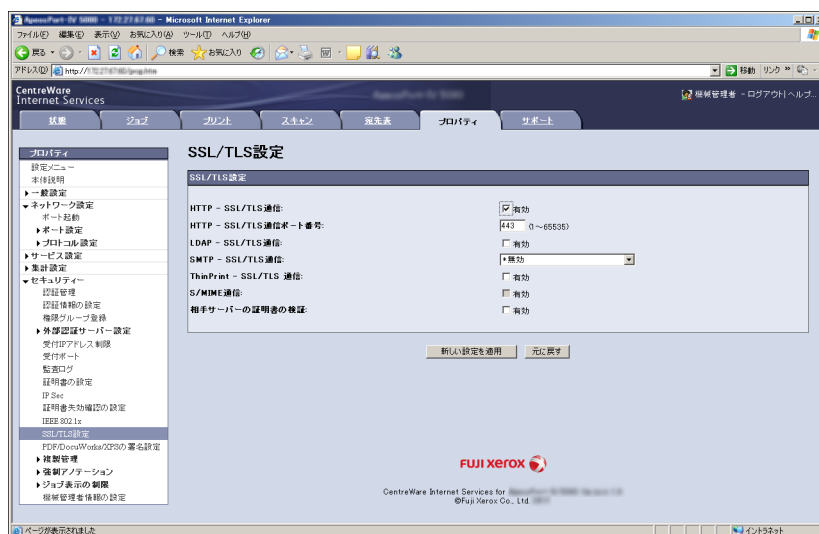 Microsoft Internet Explorer
ファイル(F) 編集(E) 表示(V) お気に入り(A) ツール(T) ヘルプ(H)
戻る 検索 お気に入り
アドレス(D) http:// 移動 リンク »
CentreWare
Internet Services
機械管理者 - ログアウト| ヘルプ...
状態 ジョブ プリント スキャン 宛先表 プロパティ サポート
プロパティ
設定メニュー
本体説明
一般設定
ネットワーク設定
ポート起動
ポート設定
プロトコル設定
サービス設定
集計設定
セキュリティー
認証管理
認証情報の設定
権限グループ登録
外部認証サーバー設定
受付IPアドレス制限
受付ポート
監査ログ
証明書の設定
IP Sec
証明書失効確認の設定
IEEE 802.1x
SSL/TLS設定
PDF/DocuWorks/XPSの署名設定
複製管理
強制アノテーション
ジョブ表示の制限
機械管理者情報の設定
SSL/TLS設定
SSL/TLS設定
HTTP - SSL/TLS通信: 有効
HTTP - SSL/TLS通信ポート番号: 443 (1～65535)
LDAP - SSL/TLS通信: 有効
SMTP - SSL/TLS通信: *無効
ThinPrint - SSL/TLS 通信: 有効
S/MIME通信: 有効
相手サーバーの証明書の検証: 有効
新しい設定を適用 元に戻す
FUJI XEROX
CentreWare Internet Services for
©Fuji Xerox Co., Ltd.
ページが表示されました イントラネット